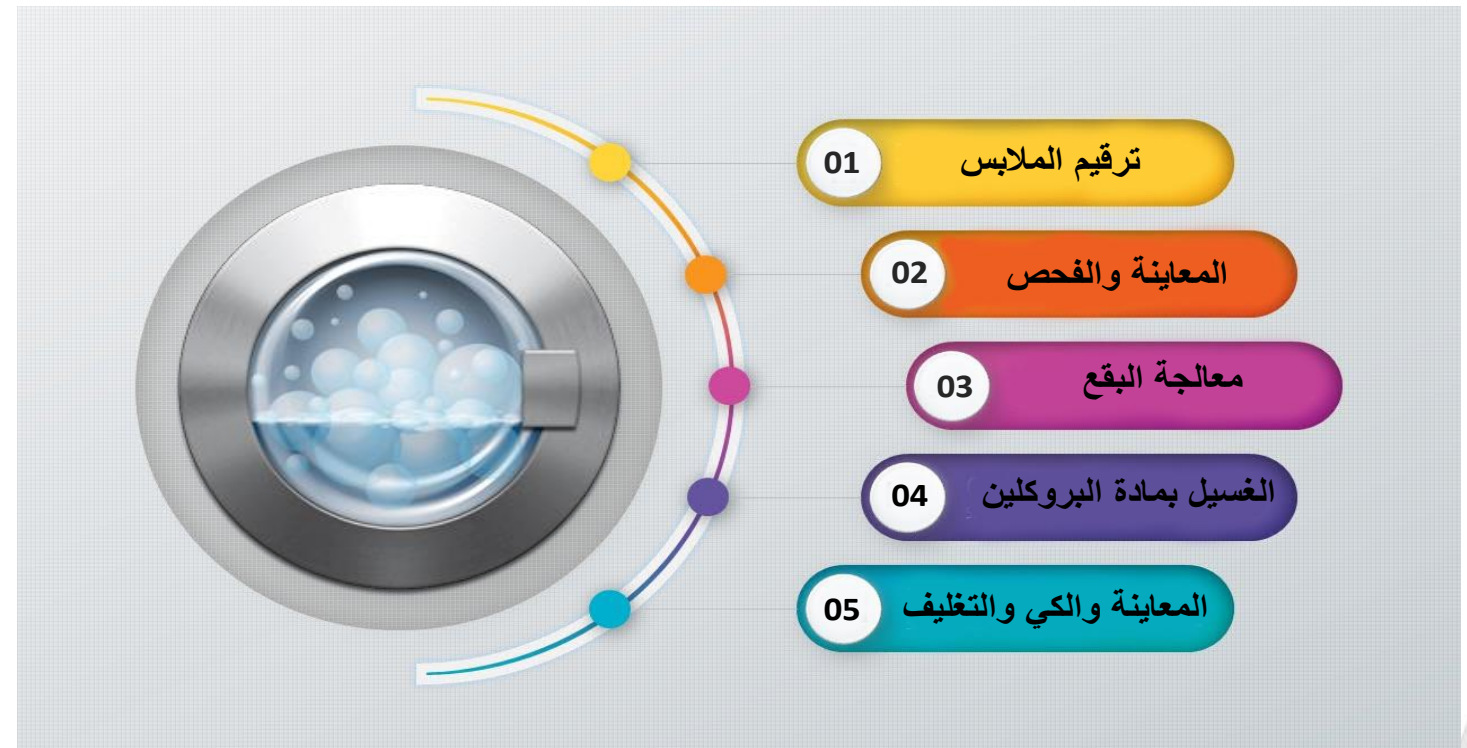 01 ترقيم الملابس
02 المعاينة والفحص
03 معالجة البقع
04 الغسيل بمادة البروكلين
05 المعاينة والكي والتغليف